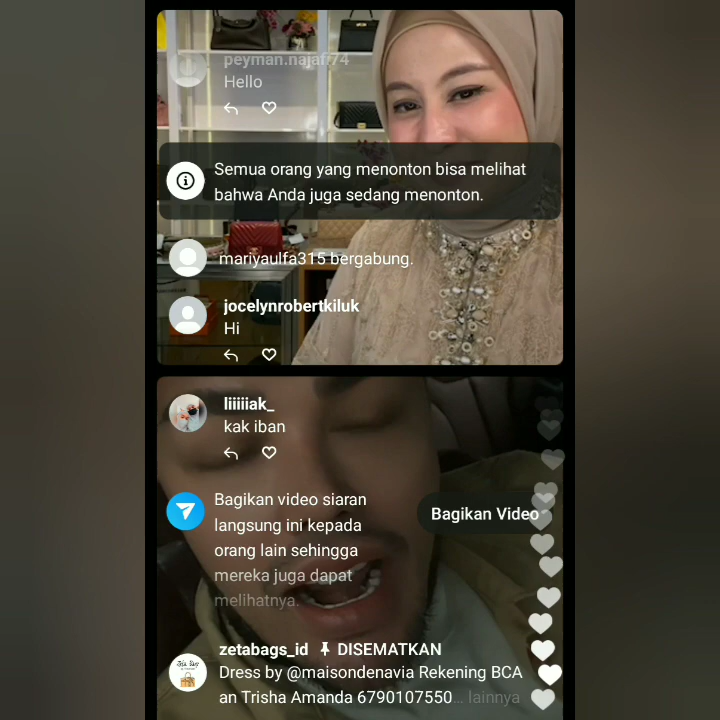 peyman.najafi74
Hello
Semua orang yang menonton bisa melihat
bahwa Anda juga sedang menonton.
mariyaulfa315 bergabung.
jocelynrobertkiluk
Hi
liiiiiak_
kak iban
Bagikan video siaran
langsung ini kepada
orang lain sehingga
mereka juga dapat
melihatnya.
Bagikan Video
zetabags_id DISEMATKAN
Dress by @maisondenavia Rekening BCA
an Trisha Amanda 6790107550... lainnya